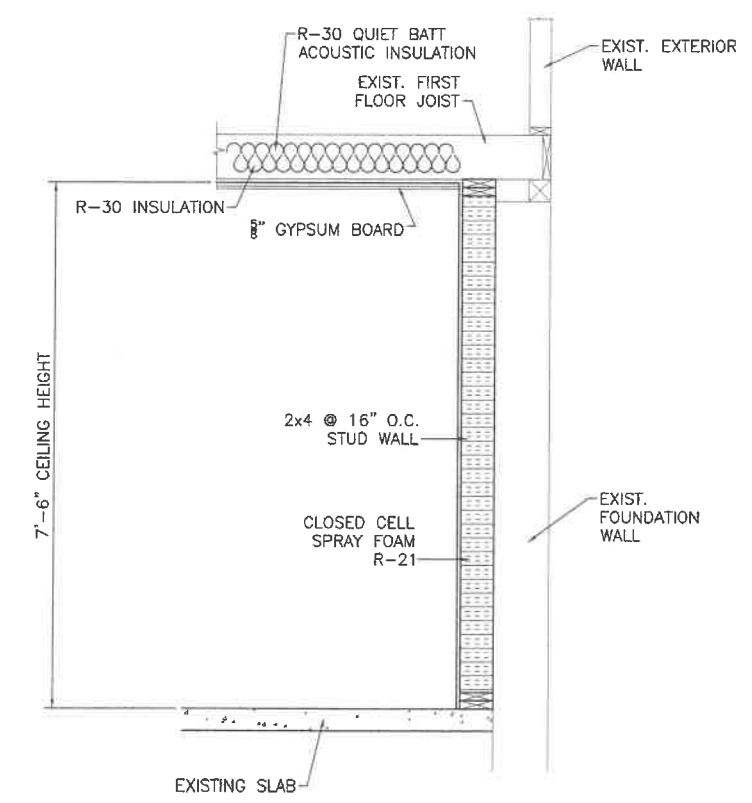 R-30 QUIET BATT
ACOUSTIC INSULATION
EXIST. EXTERIOR
WALL
EXIST. FIRST
FLOOR JOIST
R-30 INSULATION
5/8" GYPSUM BOARD
7'-6" CEILING HEIGHT
2x4 @ 16" O.C.
STUD WALL
EXIST.
FOUNDATION
WALL
CLOSED CELL
SPRAY FOAM
R-21
EXISTING SLAB